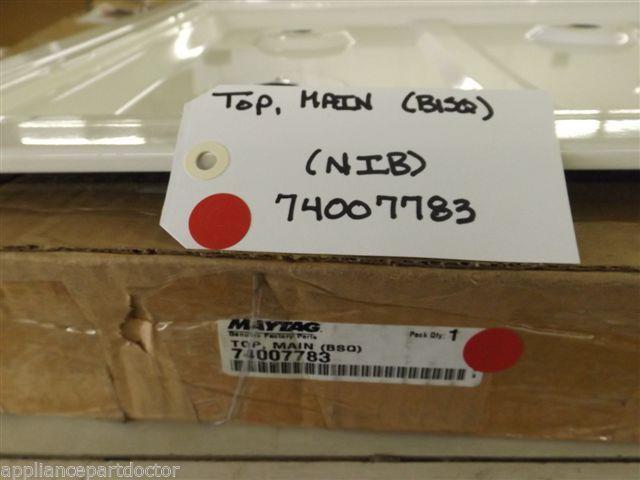 TOP, MAIN (BISQ)
(NIB)
74007783
MAYTAG
Genuine Factory Parts
Pack Qty: 1
TOP, MAIN (BSQ)
74007783
appliancepartdoctor